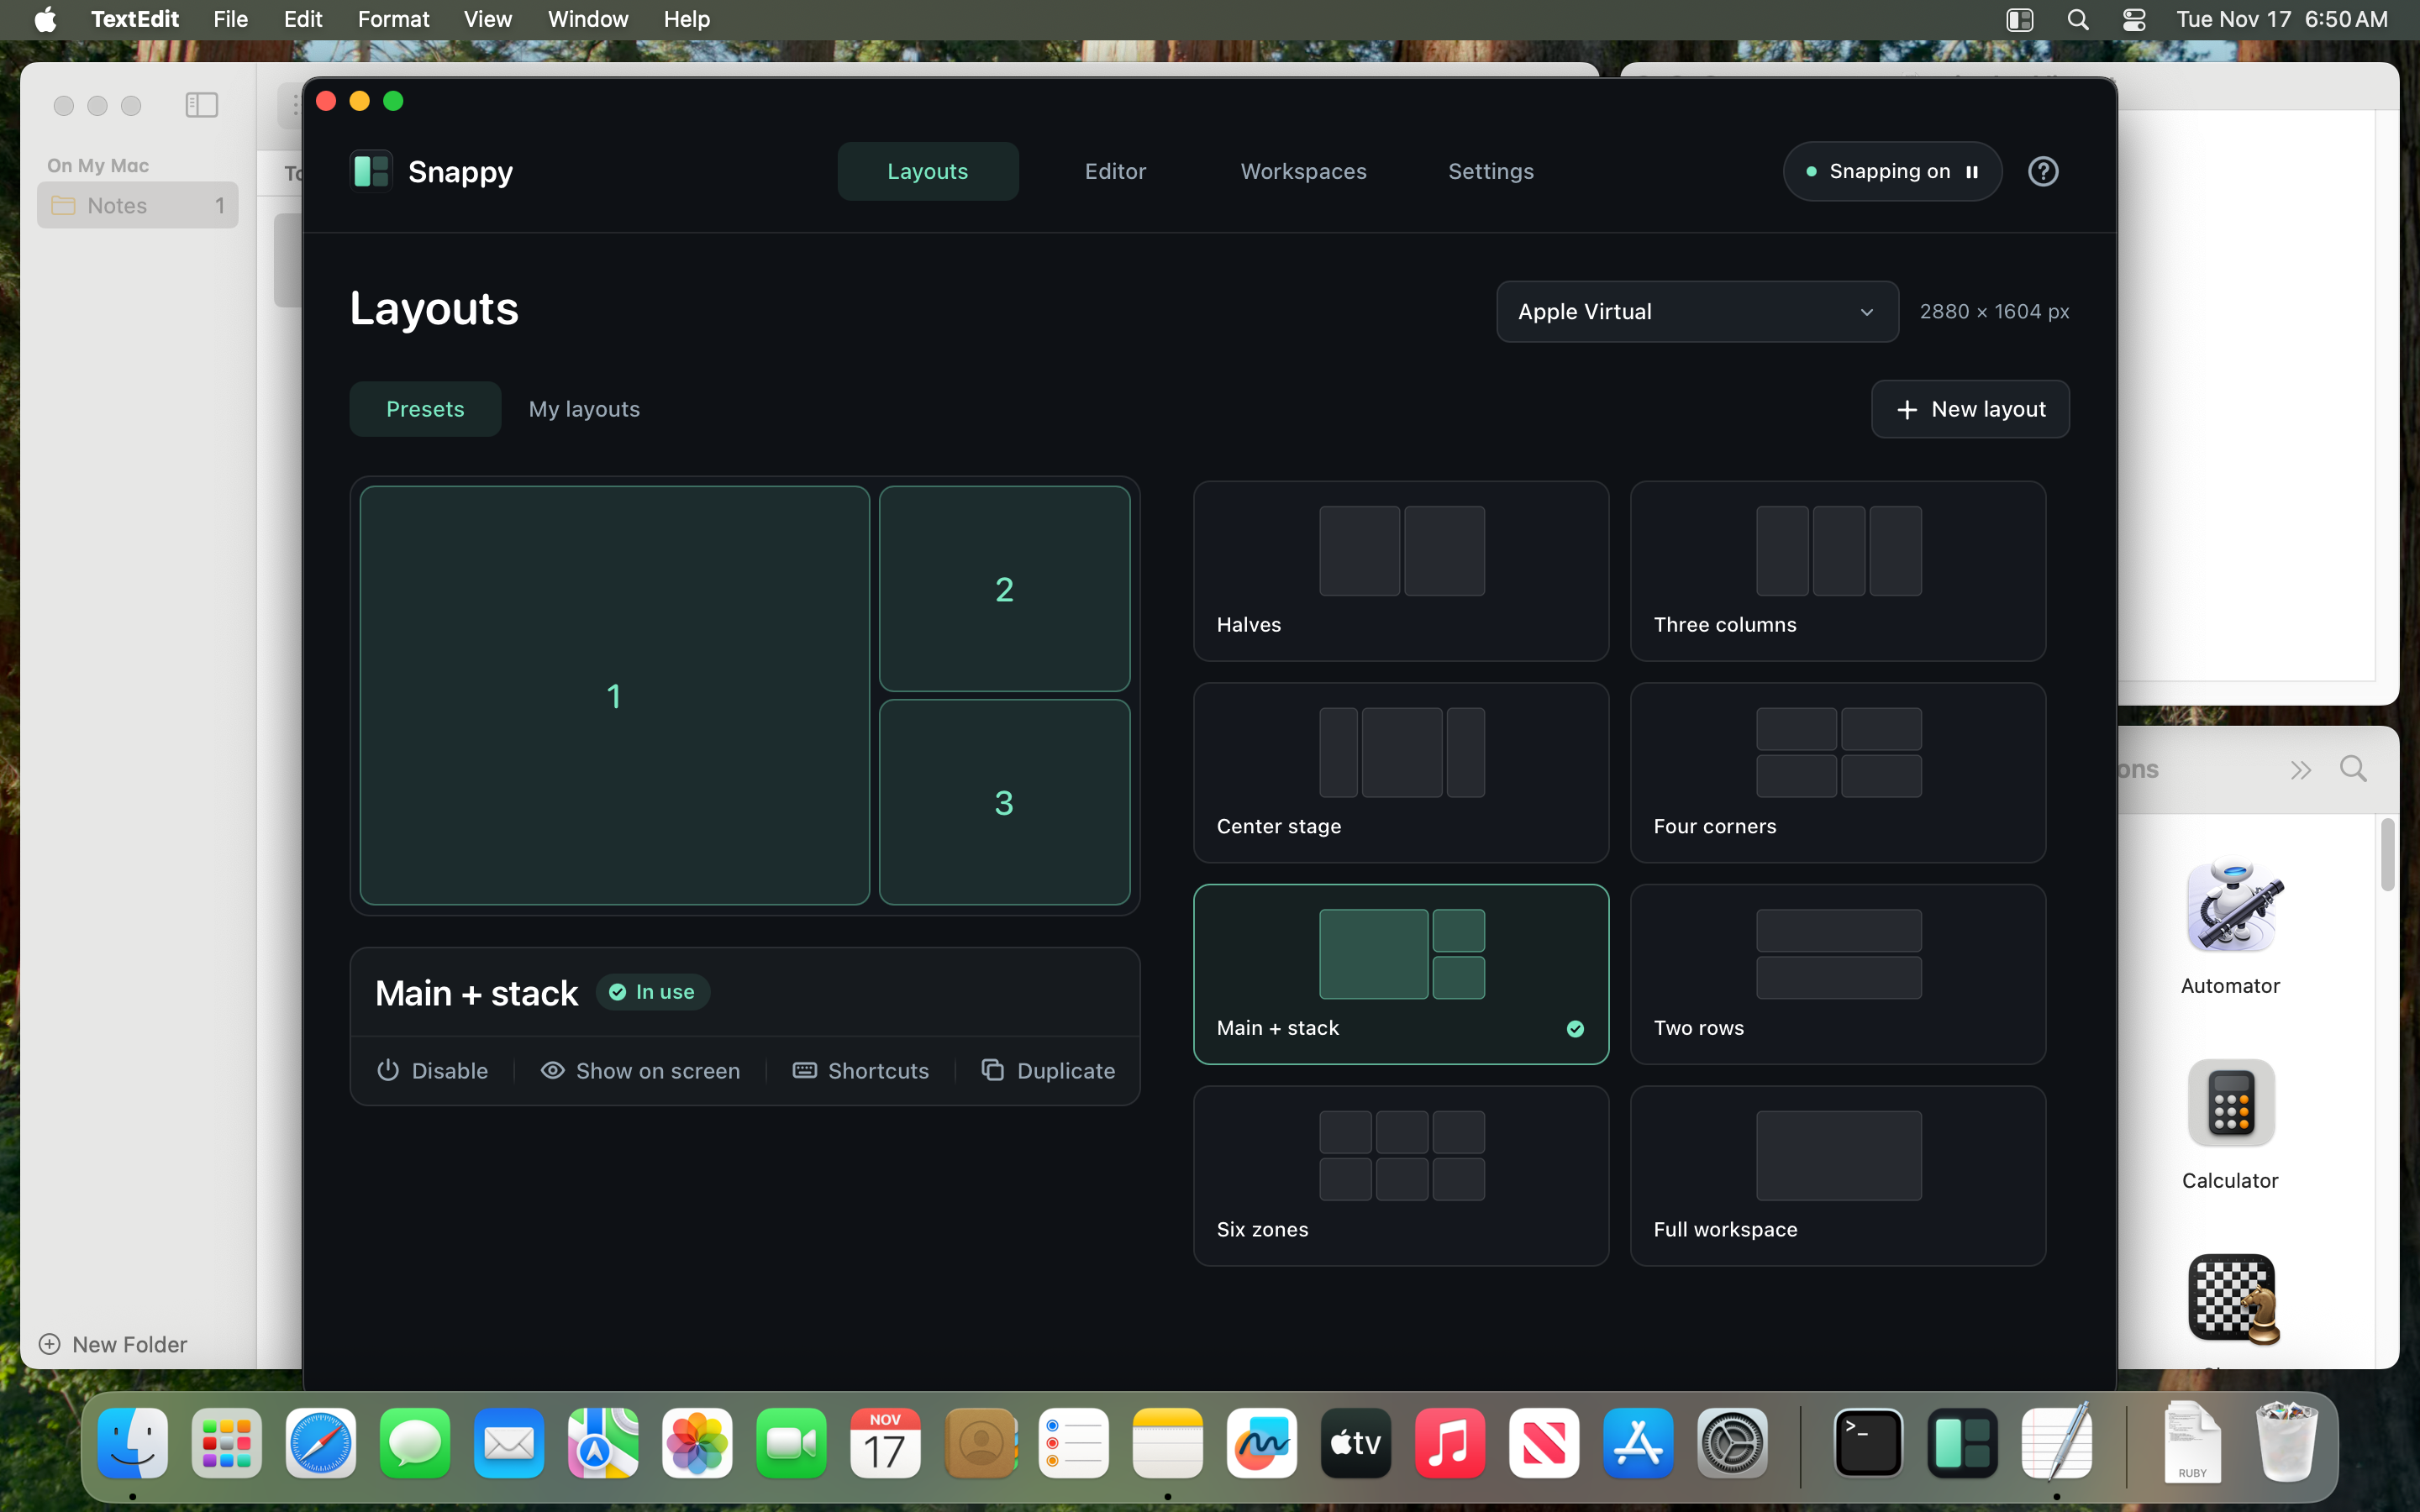 TextEdit File Edit Format View Window Help Tue Nov 17 6:50 AM
On My Mac
Notes 1
New Folder
Snappy Layouts Editor Workspaces Settings Snapping on
Layouts Apple Virtual 2880 × 1604 px
Presets My layouts New layout
1
2
3
Main + stack In use
Disable Show on screen Shortcuts Duplicate
Halves Three columns
Center stage Four corners
Main + stack Two rows
Six zones Full workspace
ons
Automator
Calculator
NOV
17
tv
>_
RUBY